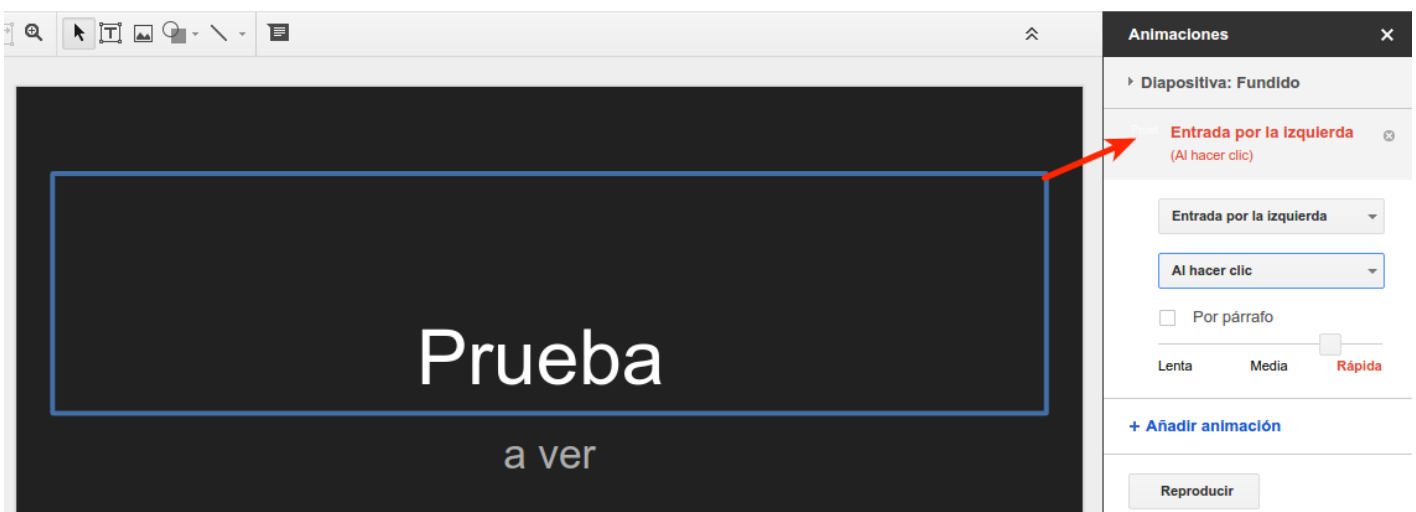 Animaciones
Diapositiva: Fundido
Entrada por la izquierda
(Al hacer clic)
Entrada por la izquierda
Al hacer clic
Por párrafo
Lenta Media Rápida
+ Añadir animación
Reproducir
Prueba
a ver